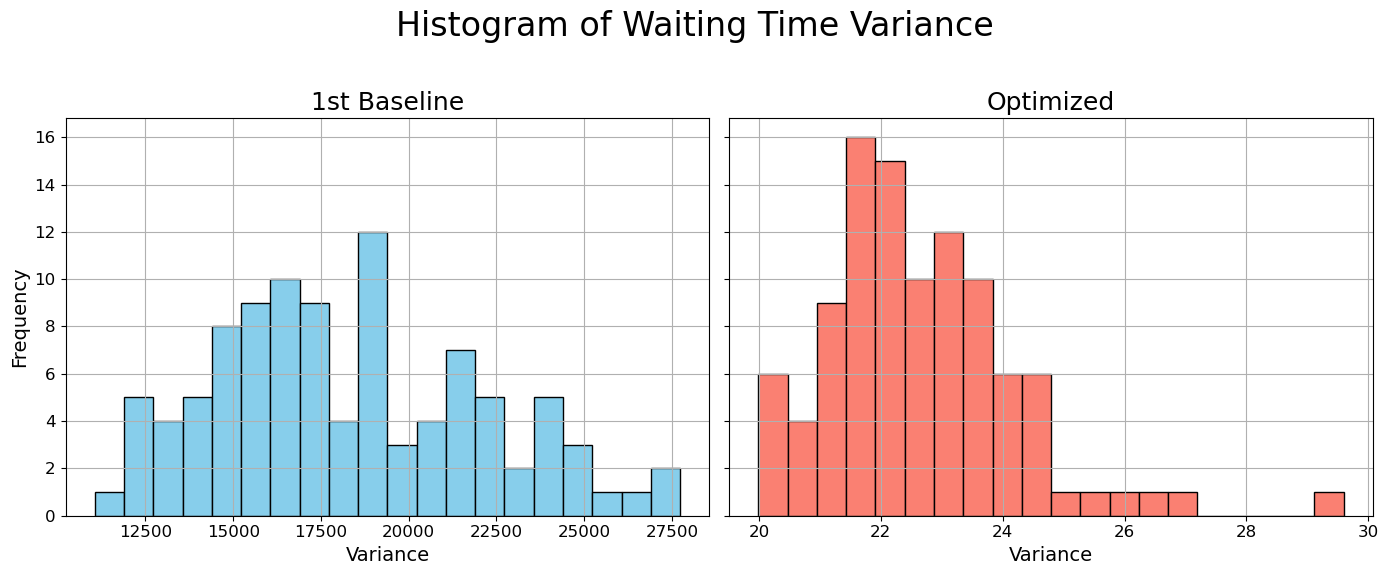 Histogram of Waiting Time Variance
1st Baseline
Optimized
Frequency
16
14
12
10
8
6
4
2
0
12500 15000 17500 20000 22500 25000 27500
20 22 24 26 28 30
Variance
Variance